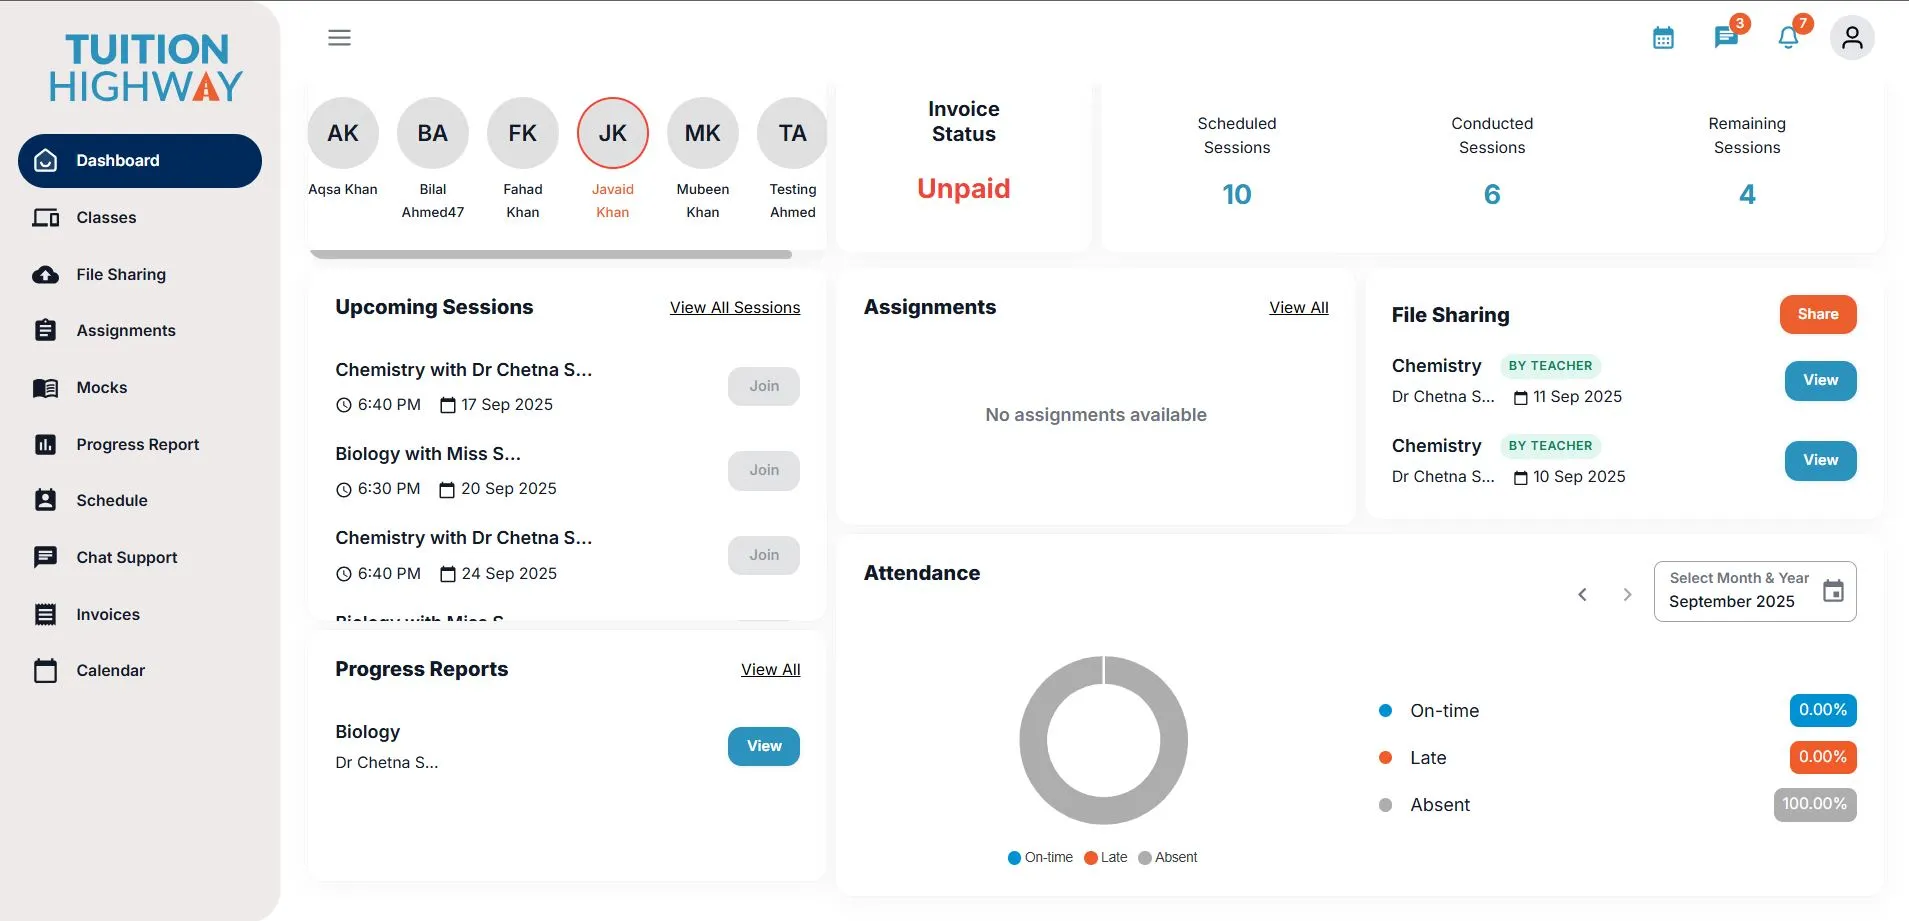 TUITION
HIGHWAY
Dashboard
Classes
File Sharing
Assignments
Mocks
Progress Report
Schedule
Chat Support
Invoices
Calendar
3
7
AK
BA
FK
JK
MK
TA
Aqsa Khan
Bilal
Ahmed47
Fahad
Khan
Javaid
Khan
Mubeen
Khan
Testing
Ahmed
Invoice
Status
Unpaid
Scheduled
Sessions
10
Conducted
Sessions
6
Remaining
Sessions
4
Upcoming Sessions
View All Sessions
Chemistry with Dr Chetna S...
6:40 PM 17 Sep 2025
Join
Biology with Miss S...
6:30 PM 20 Sep 2025
Join
Chemistry with Dr Chetna S...
6:40 PM 24 Sep 2025
Join
Biology with Miss S
Assignments
View All
No assignments available
File Sharing
Share
Chemistry BY TEACHER
Dr Chetna S... 11 Sep 2025
View
Chemistry BY TEACHER
Dr Chetna S... 10 Sep 2025
View
Progress Reports
View All
Biology
Dr Chetna S...
View
Attendance
Select Month & Year
September 2025
On-time 0.00%
Late 0.00%
Absent 100.00%
On-time Late Absent